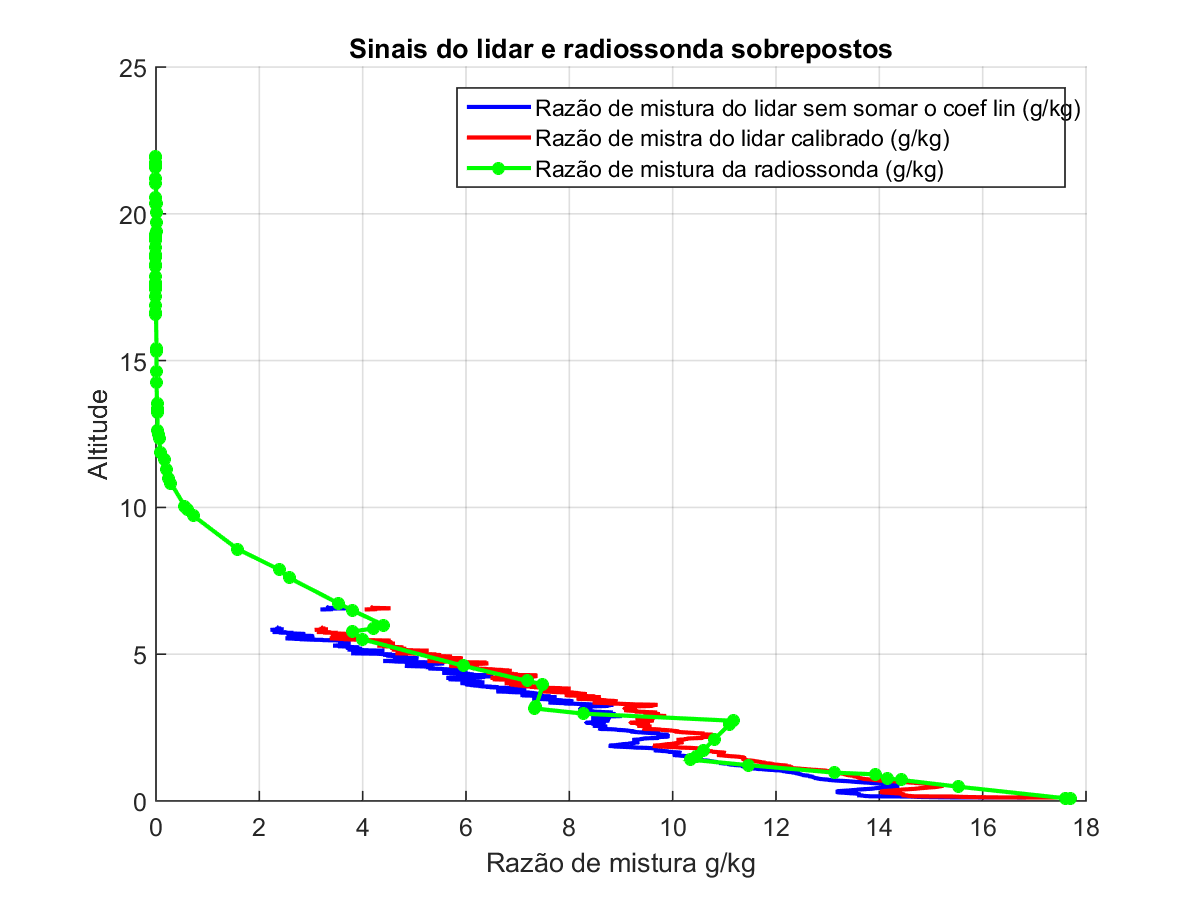 Sinais do lidar e radiossonda sobrepostos
25
20
15
10
5
0
Altitude
Razão de mistura do lidar sem somar o coef lin (g/kg)
Razão de mistra do lidar calibrado (g/kg)
Razão de mistura da radiossonda (g/kg)
0 2 4 6 8 10 12 14 16 18
Razão de mistura g/kg